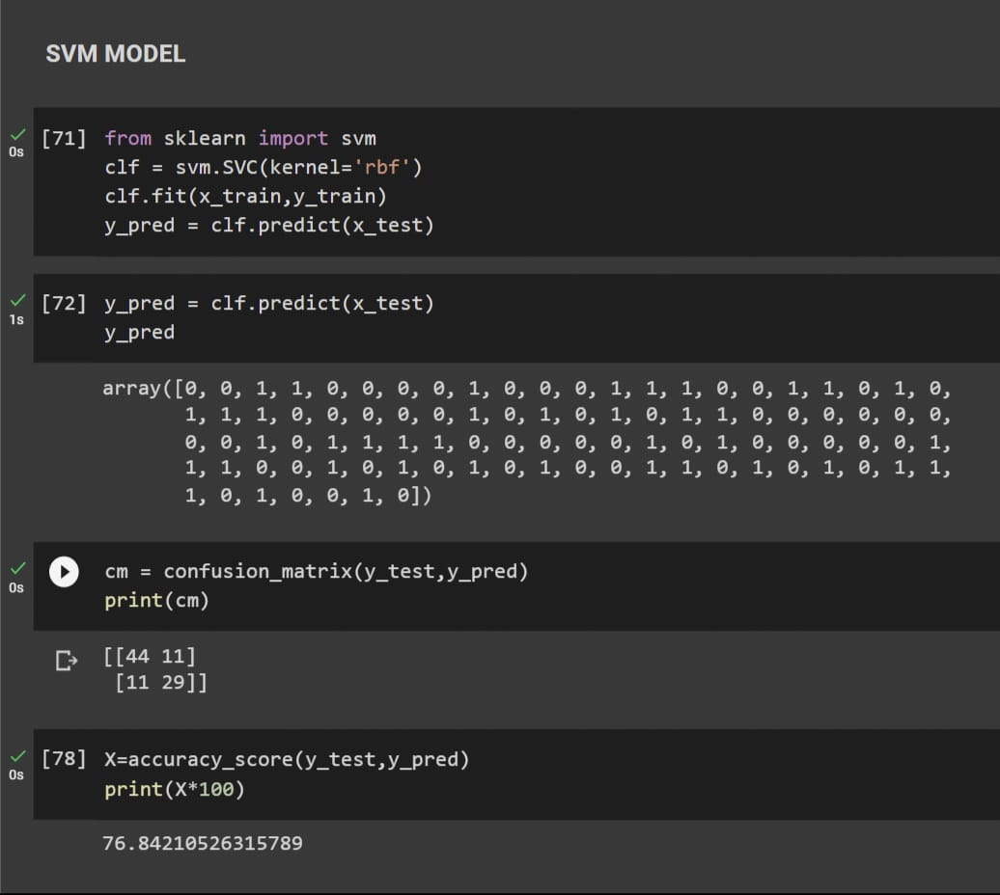 SVM MODEL
0s
[71] from sklearn import svm
clf = svm.SVC(kernel='rbf')
clf.fit(x_train,y_train)
y_pred = clf.predict(x_test)
1s
[72] y_pred = clf.predict(x_test)
y_pred
array([0, 0, 1, 1, 0, 0, 0, 0, 1, 0, 0, 0, 1, 1, 1, 0, 0, 1, 1, 0, 1, 0,
1, 1, 1, 0, 0, 0, 0, 0, 1, 0, 1, 0, 1, 0, 1, 1, 0, 0, 0, 0, 0, 0,
0, 0, 1, 0, 1, 1, 1, 1, 0, 0, 0, 0, 0, 1, 0, 1, 0, 0, 0, 0, 0, 1,
1, 1, 0, 0, 1, 0, 1, 0, 1, 0, 1, 0, 0, 1, 1, 0, 1, 0, 1, 0, 1, 1,
1, 0, 1, 0, 0, 1, 0])
0s
cm = confusion_matrix(y_test,y_pred)
print(cm)
[[44 11]
[11 29]]
0s
[78] X=accuracy_score(y_test,y_pred)
print(X*100)
76.84210526315789